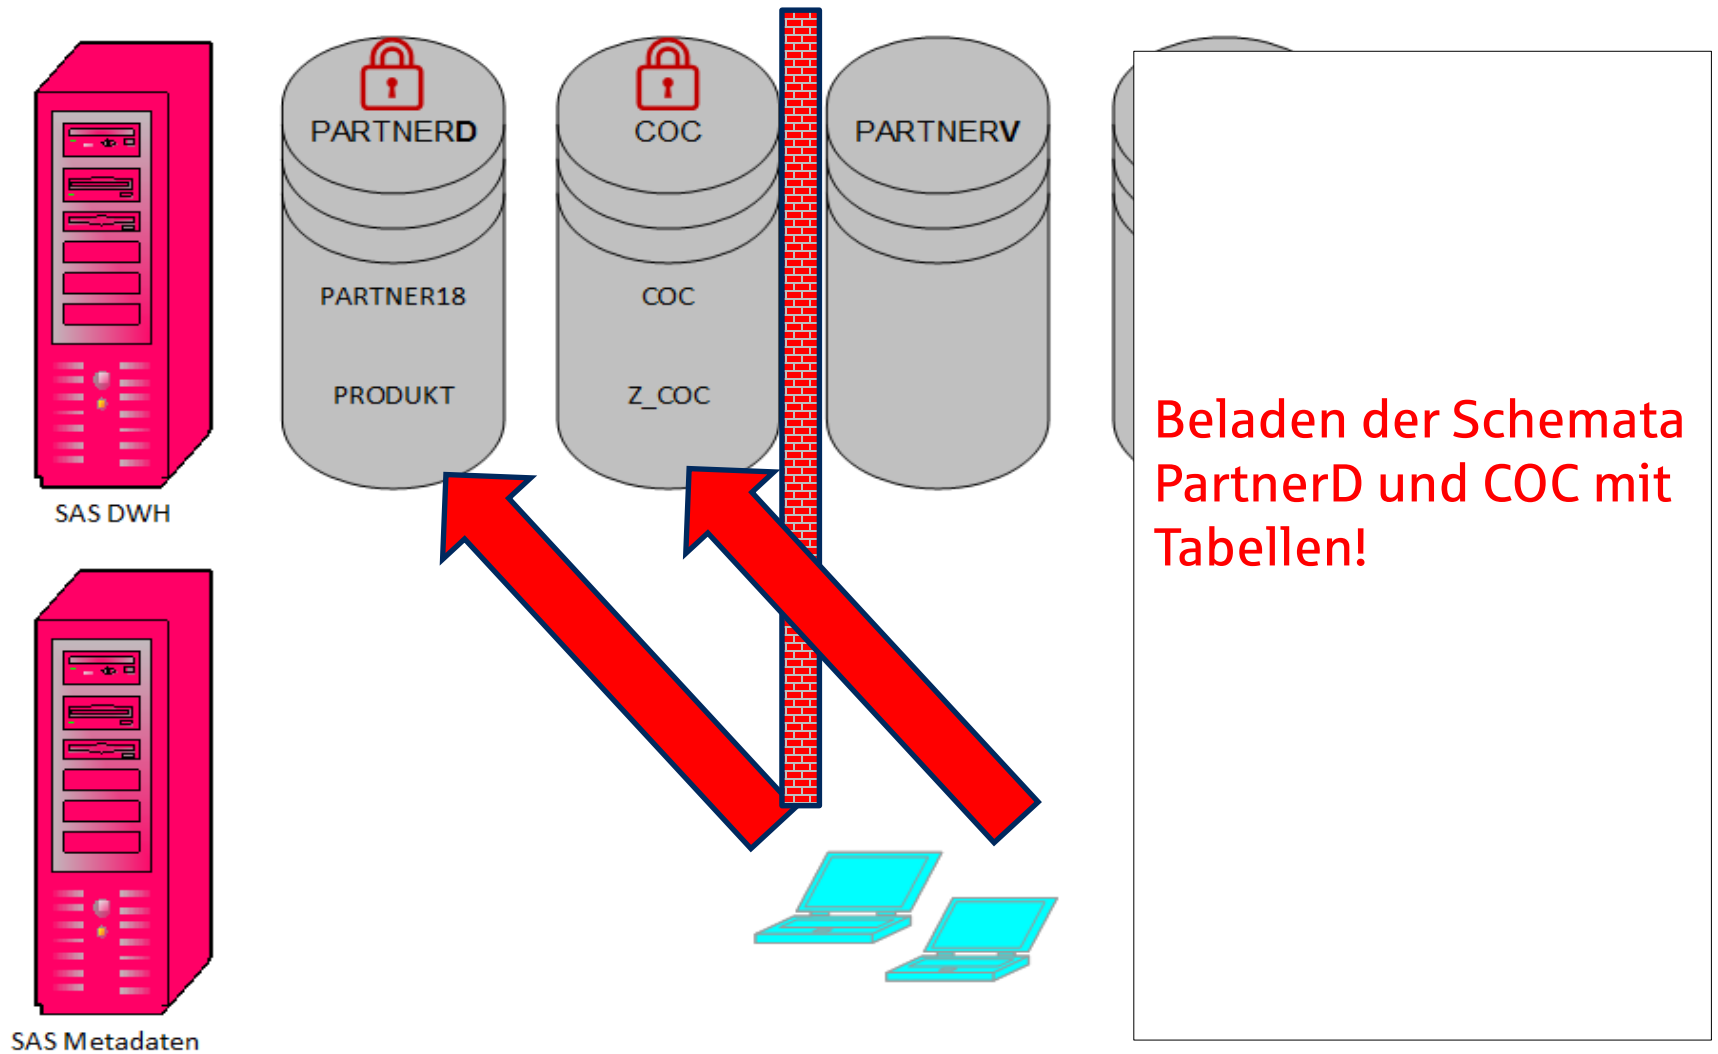 PARTNERD
COC
PARTNERV
PARTNER18
COC
PRODUKT
Z_COC
SAS DWH
SAS Metadaten
Beladen der Schemata
PartnerD und COC mit
Tabellen!